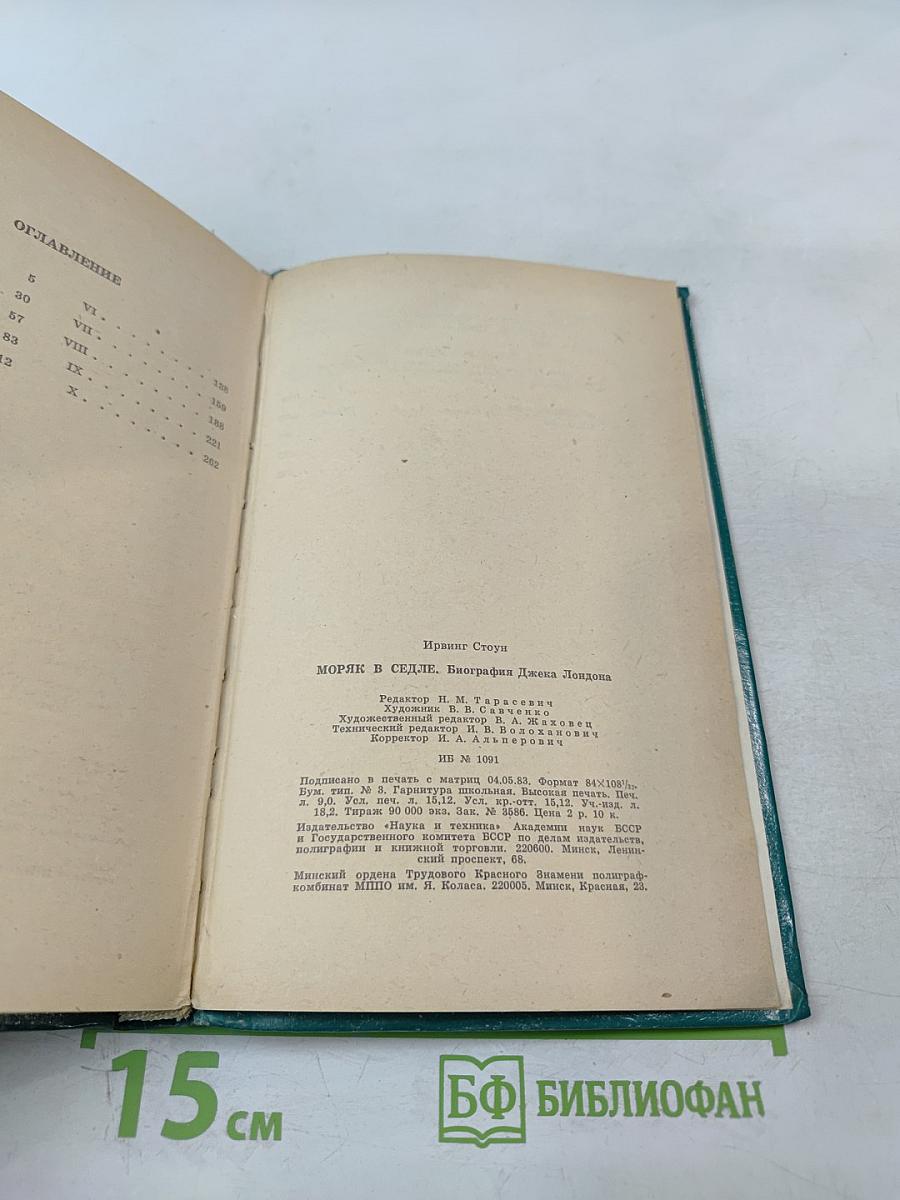 ОГЛАВЛЕНИЕ
5
30
57
83
12
VI . . . . 138
VII . . . . . . . 159
VIII . . . . . . . 188
IX . . . . . . . 221
X . . . . . . . 262
Ирвинг Стоун
МОРЯК В СЕДЛЕ. Биография Джека Лондона
Редактор Н. М. Тарасевич
Художник В. В. Савченко
Художественный редактор В. А. Жаховец
Технический редактор И. В. Волоханович
Корректор И. А. Альперович
ИБ № 1091
Подписано в печать с матриц 04.05.83. Формат 84×108¹/₃₂.
Бум. тип. № 3. Гарнитура школьная. Высокая печать. Печ.
л. 9,0. Усл. печ. л. 15,12. Усл. кр.-отт. 15,12. Уч.-изд. л.
18,2. Тираж 90 000 экз. Зак. № 3586. Цена 2 р. 10 к.
Издательство «Наука и техника» Академии наук БССР
и Государственного комитета БССР по делам издательств,
полиграфии и книжной торговли. 220600. Минск, Ленин-
ский проспект, 68.
Минский ордена Трудового Красного Знамени полиграф-
комбинат МППО им. Я. Коласа. 220005. Минск, Красная, 23.
15 см
БФ БИБЛИОФАН